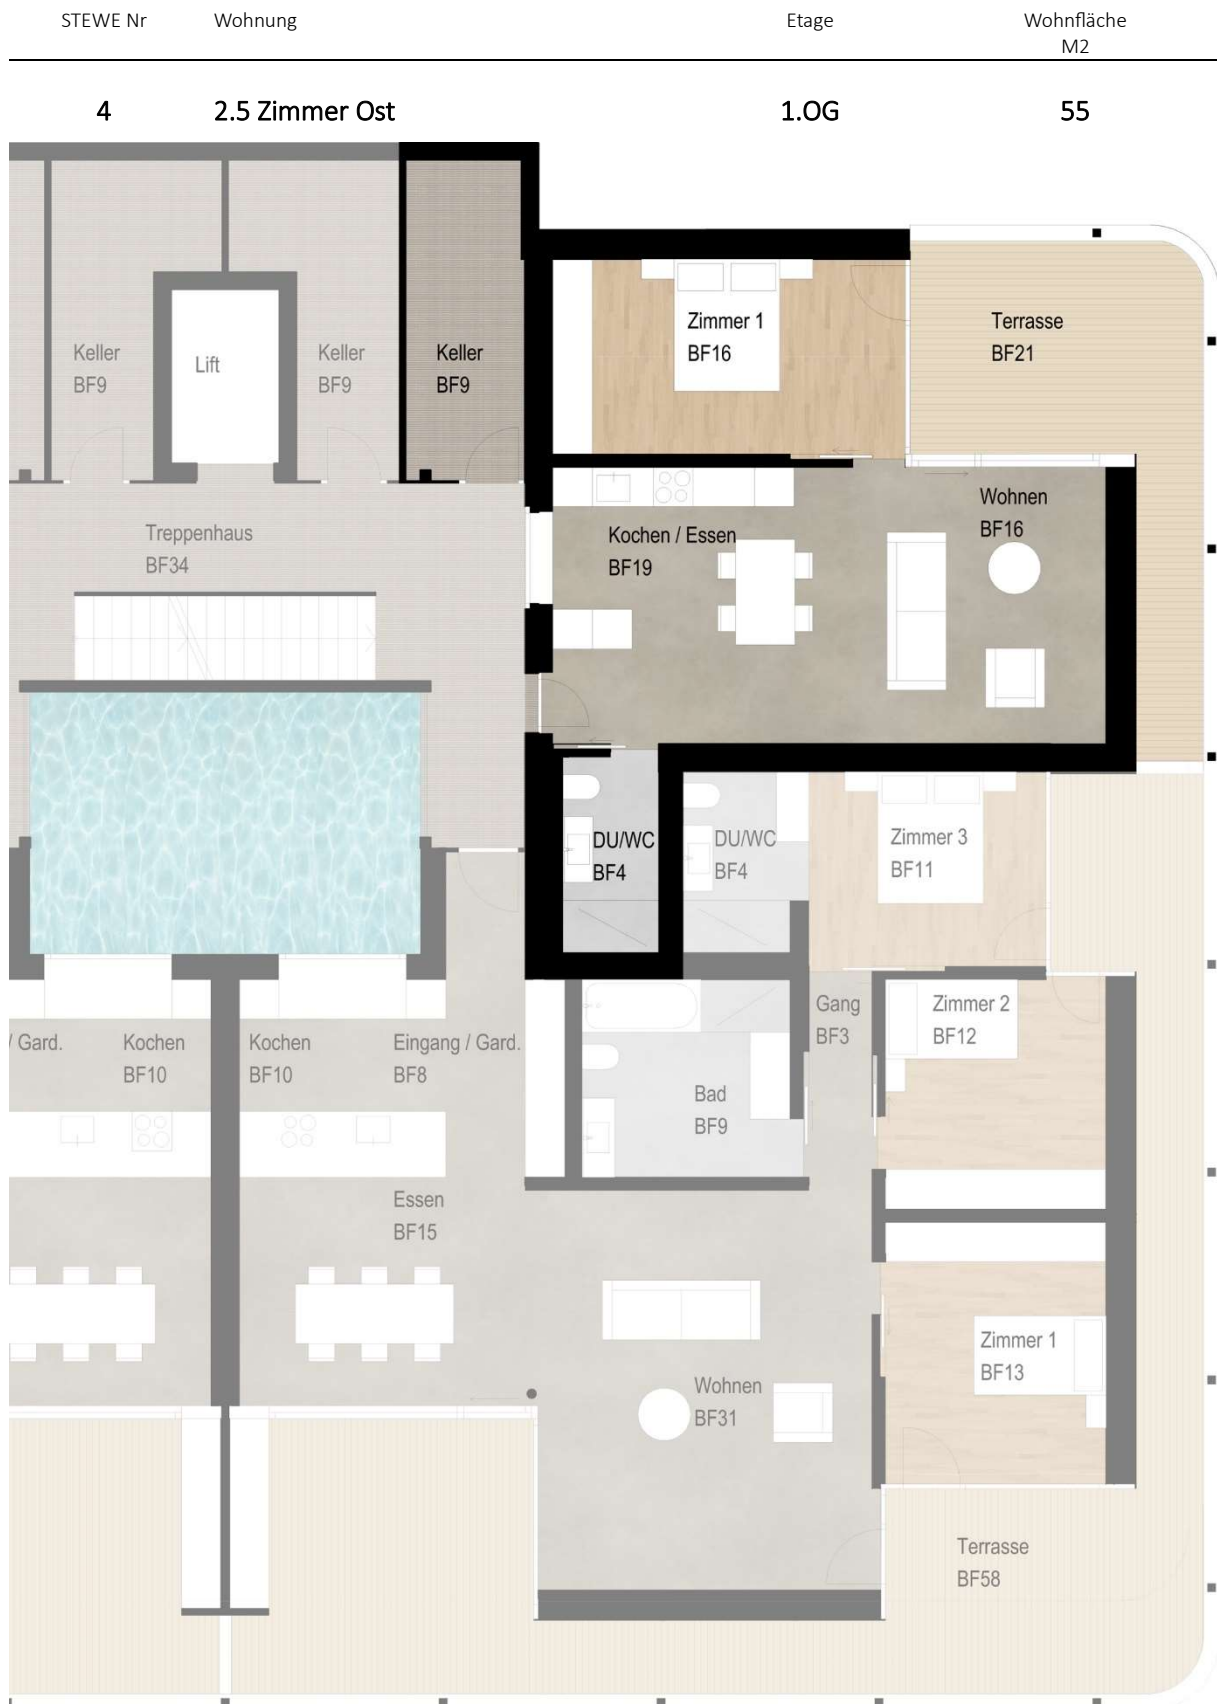 STEWE Nr Wohnung Etage Wohnfläche
M2
4 2.5 Zimmer Ost 1.OG 55
Zimmer 1
BF16
Terrasse
BF21
Keller
BF9
Lift
Keller
BF9
Keller
BF9
Wohnen
BF16
Treppenhaus
BF34
Kochen / Essen
BF19
DU/WC
BF4
DU/WC
BF4
Zimmer 3
BF11
/ Gard.
Kochen
BF10
Kochen
BF10
Eingang / Gard.
BF8
Gang
BF3
Zimmer 2
BF12
Bad
BF9
Essen
BF15
Zimmer 1
BF13
Wohnen
BF31
Terrasse
BF58